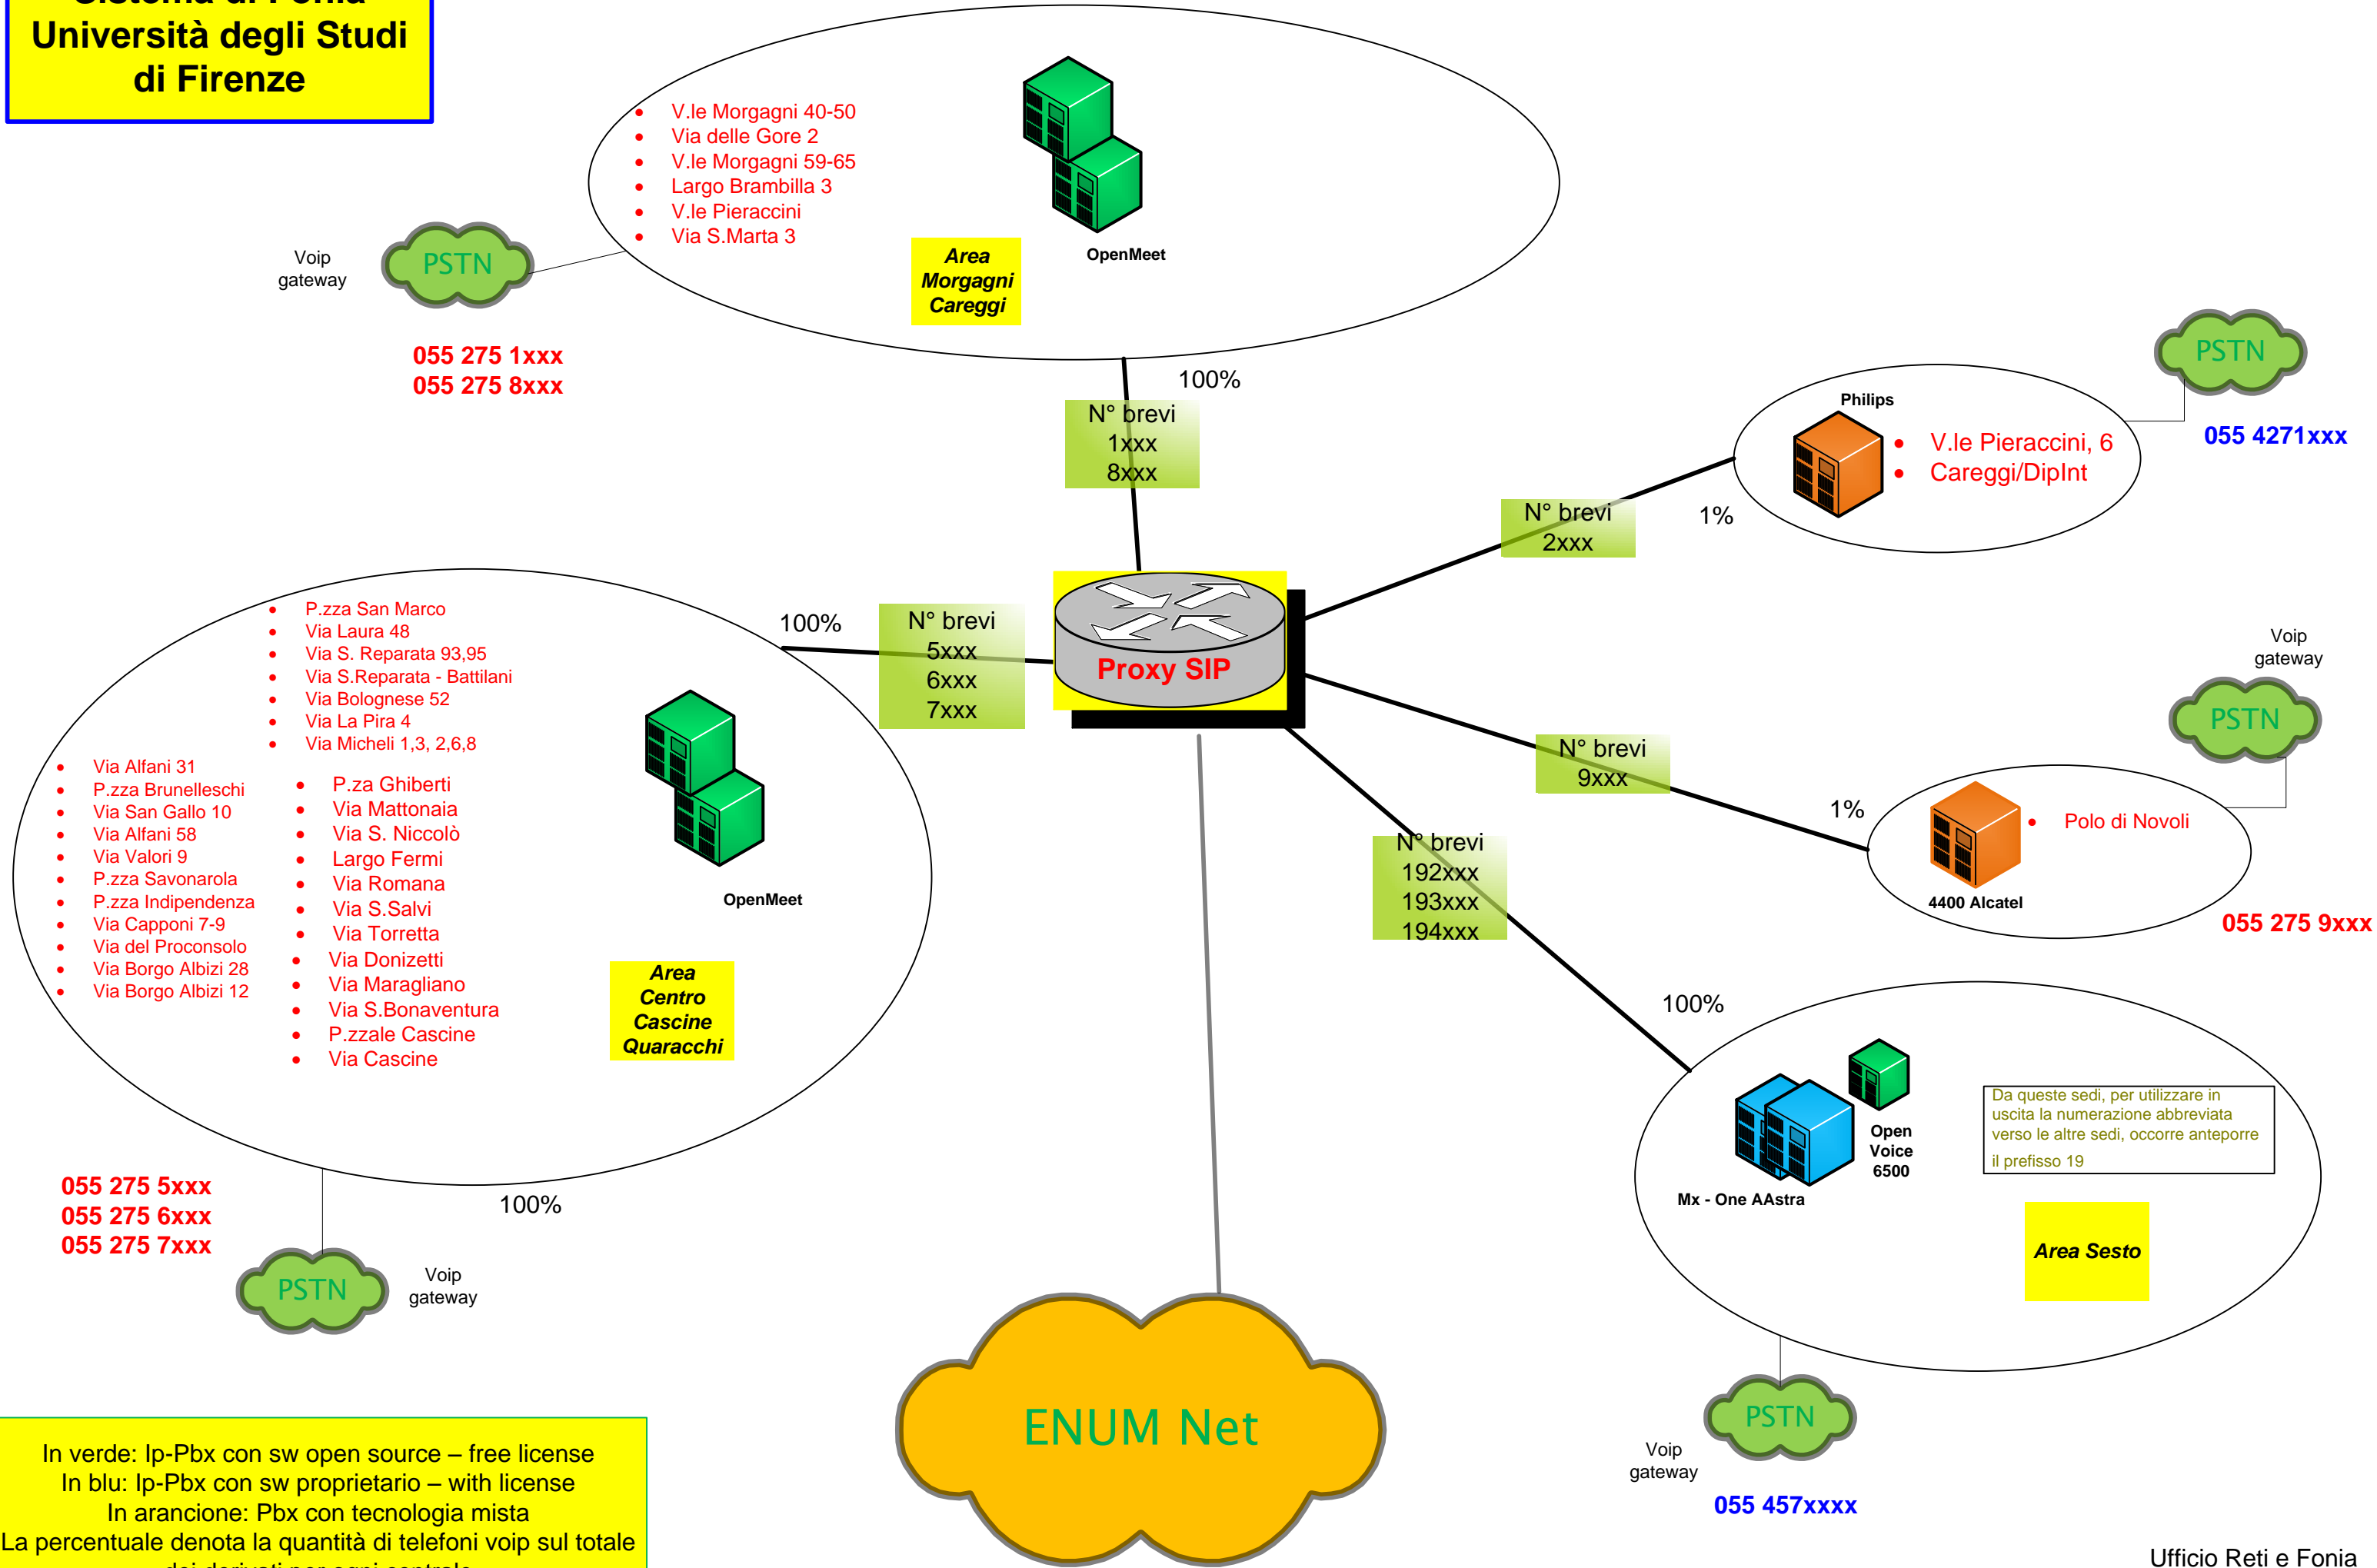 Sistema di Fonia
Università degli Studi
di Firenze
V.le Morgagni 40-50
Via delle Gore 2
V.le Morgagni 59-65
Largo Brambilla 3
V.le Pieraccini
Via S.Marta 3
OpenMeet
Area
Morgagni
Careggi
Voip
gateway
PSTN
055 275 1xxx
055 275 8xxx
100%
N° brevi
1xxx
8xxx
PSTN
055 4271xxx
Philips
V.le Pieraccini, 6
Careggi/DipInt
N° brevi
2xxx
1%
Proxy SIP
100%
N° brevi
5xxx
6xxx
7xxx
P.zza San Marco
Via Laura 48
Via S. Reparata 93,95
Via S.Reparata - Battilani
Via Bolognese 52
Via La Pira 4
Via Micheli 1,3, 2,6,8
Via Alfani 31
P.zza Brunelleschi
Via San Gallo 10
Via Alfani 58
Via Valori 9
P.zza Savonarola
P.zza Indipendenza
Via Capponi 7-9
Via del Proconsolo
Via Borgo Albizi 28
Via Borgo Albizi 12
P.za Ghiberti
Via Mattonaia
Via S. Niccolò
Largo Fermi
Via Romana
Via S.Salvi
Via Torretta
Via Donizetti
Via Maragliano
Via S.Bonaventura
P.zzale Cascine
Via Cascine
OpenMeet
Area
Centro
Cascine
Quaracchi
055 275 5xxx
055 275 6xxx
055 275 7xxx
100%
PSTN
Voip
gateway
Voip
gateway
PSTN
N° brevi
9xxx
1%
Polo di Novoli
4400 Alcatel
055 275 9xxx
N° brevi
192xxx
193xxx
194xxx
100%
Open
Voice
6500
Mx - One AAstra
Da queste sedi, per utilizzare in
uscita la numerazione abbreviata
verso le altre sedi, occorre anteporre
il prefisso 19
Area Sesto
PSTN
Voip
gateway
055 457xxxx
ENUM Net
In verde: Ip-Pbx con sw open source – free license
In blu: Ip-Pbx con sw proprietario – with license
In arancione: Pbx con tecnologia mista
La percentuale denota la quantità di telefoni voip sul totale
dei derivati per ogni centrale
Ufficio Reti e Fonia